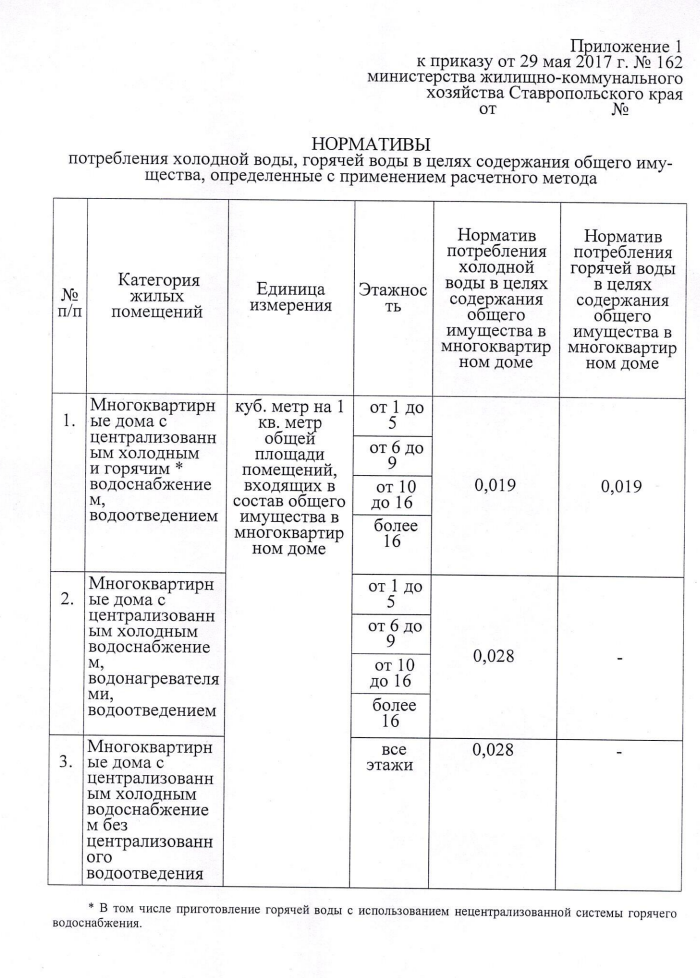 Приложение 1
к приказу от 29 мая 2017 г. № 162
министерства жилищно-коммунального
хозяйства Ставропольского края
от №
НОРМАТИВЫ
потребления холодной воды, горячей воды в целях содержания общего иму-
щества, определенные с применением расчетного метода
№
п/п
Категория
жилых
помещений
Единица
измерения
Этажнос
ть
Норматив
потребления
холодной
воды в целях
содержания
общего
имущества в
многоквартир
ном доме
Норматив
потребления
горячей воды
в целях
содержания
общего
имущества в
многоквартир
ном доме
1.
Многоквартирн
ые дома с
централизованн
ым холодным
и горячим *
водоснабжение
м,
водоотведением
куб. метр на 1
кв. метр
общей
площади
помещений,
входящих в
состав общего
имущества в
многоквартир
ном доме
от 1 до
5
от 6 до
9
от 10
до 16
более
16
0,019
0,019
2.
Многоквартирн
ые дома с
централизованн
ым холодным
водоснабжение
м,
водонагревателя
ми,
водоотведением
от 1 до
5
от 6 до
9
от 10
до 16
более
16
0,028
-
3.
Многоквартирн
ые дома с
централизованн
ым холодным
водоснабжение
м без
централизованн
ого
водоотведения
все
этажи
0,028
-
* В том числе приготовление горячей воды с использованием нецентрализованной системы горячего
водоснабжения.